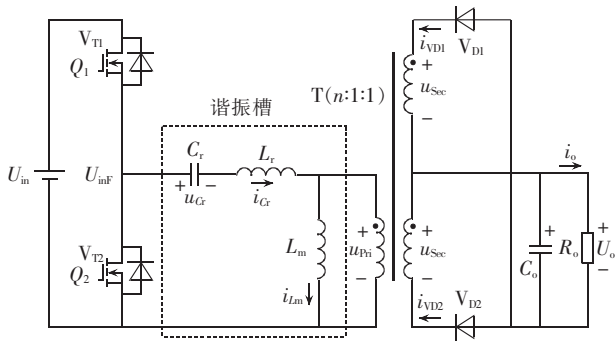 V_T1
Q_1
i_VD1
V_D1
+
u_Sec
−
T(n:1:1)
谐振槽
C_r
L_r
U_in
U_inF
+ −
u_Cr
i_Cr
i_o
V_T2
Q_2
L_m
i_Lm
+
u_Pri
−
+
u_Sec
−
+
C_o
R_o
+
U_o
−
i_VD2
V_D2